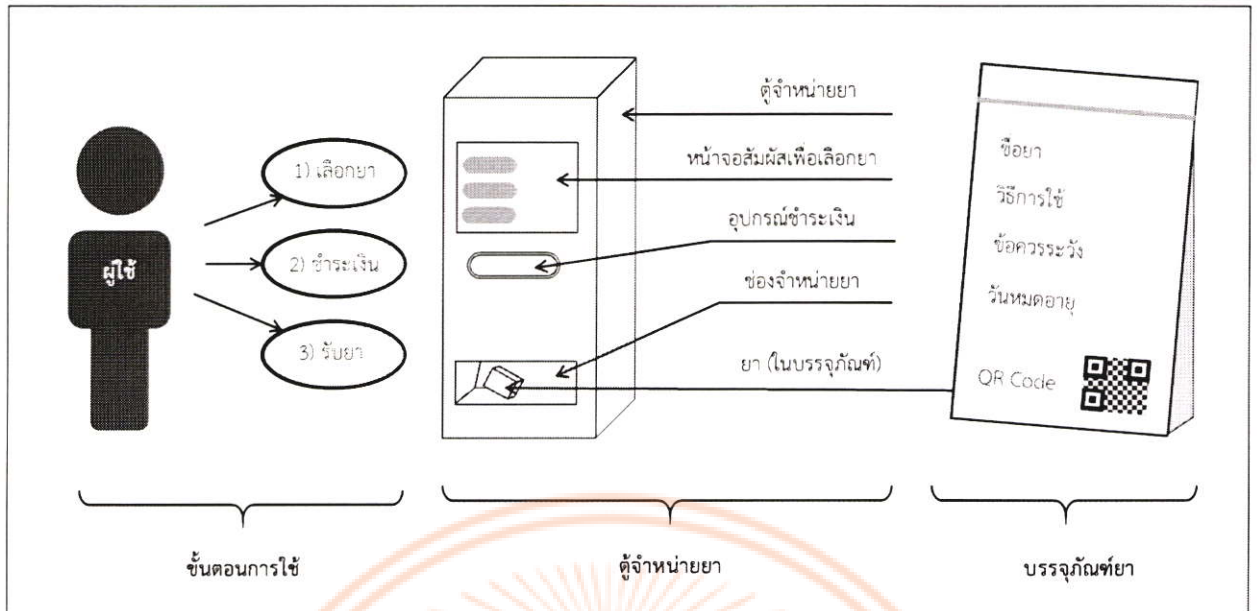 ผู้ใช้
1) เลือกยา
2) ชำระเงิน
3) รับยา
ขั้นตอนการใช้
ตู้จำหน่ายยา
หน้าจอสัมผัสเพื่อเลือกยา
อุปกรณ์ชำระเงิน
ช่องจำหน่ายยา
ยา (ในบรรจุภัณฑ์)
ตู้จำหน่ายยา
ชื่อยา
วิธีการใช้
ข้อควรระวัง
วันหมดอายุ
QR Code
บรรจุภัณฑ์ยา